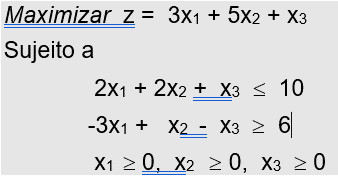 Maximizar z = 3x1 + 5x2 + x3
Sujeito a
2x1 + 2x2 + x3 ≤ 10
-3x1 + x2 - x3 ≥ 6
x1 ≥ 0, x2 ≥ 0, x3 ≥ 0